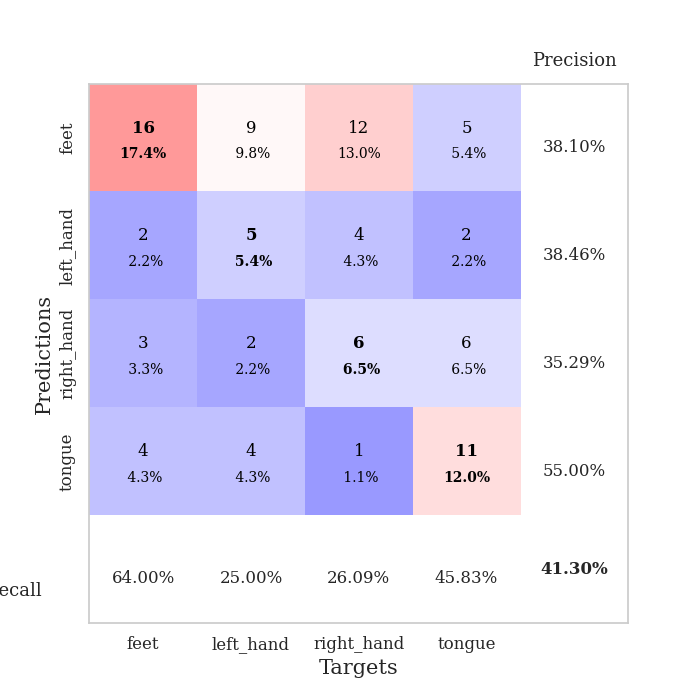 Precision
feet 16 9 12 5 38.10%
17.4% 9.8% 13.0% 5.4%
left_hand 2 5 4 2 38.46%
2.2% 5.4% 4.3% 2.2%
Predictions
right_hand 3 2 6 6 35.29%
3.3% 2.2% 6.5% 6.5%
tongue 4 4 1 11 55.00%
4.3% 4.3% 1.1% 12.0%
ecall 64.00% 25.00% 26.09% 45.83% 41.30%
feet left_hand right_hand tongue
Targets